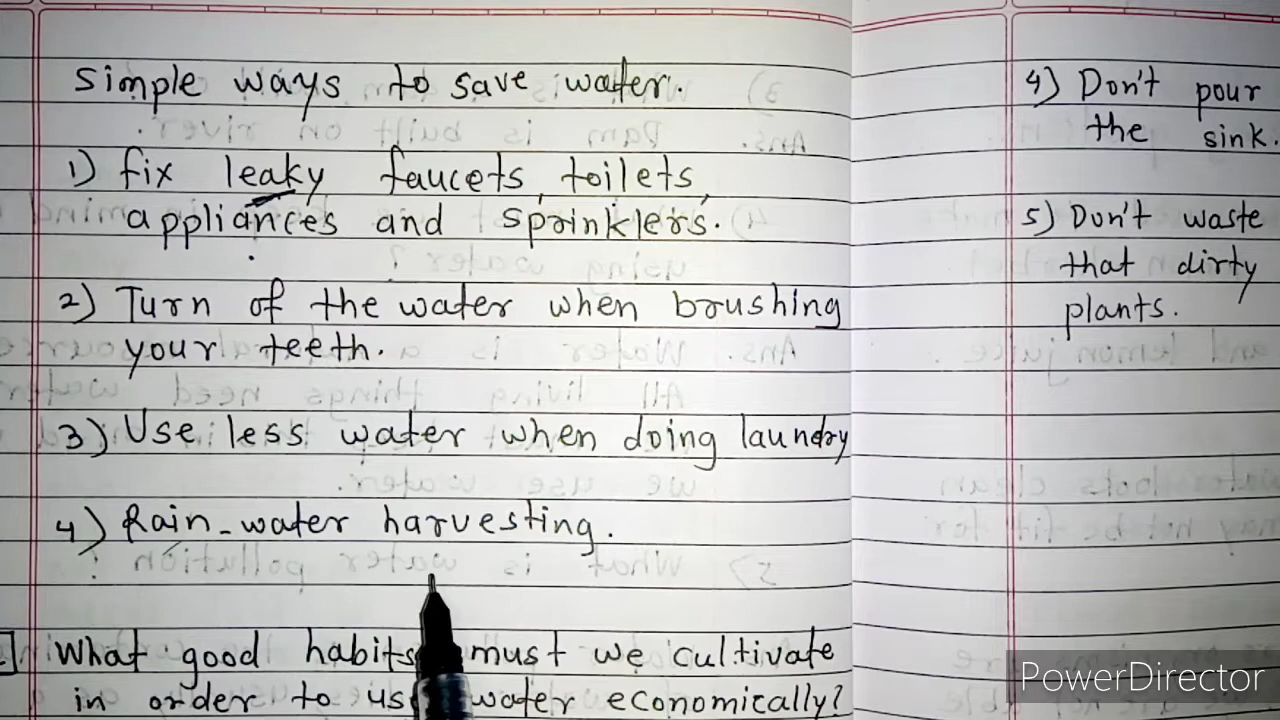 Simple ways to save water.
1) fix leaky faucets, toilets,
appliances and sprinklers.
2) Turn of the water when brushing
your teeth.
3) Use less water when doing laundry
4) Rain-water harvesting.
What good habits must we cultivate
in order to use water economically?
4) Don't pour
the sink.
5) Don't waste
that dirty
plants.
PowerDirector